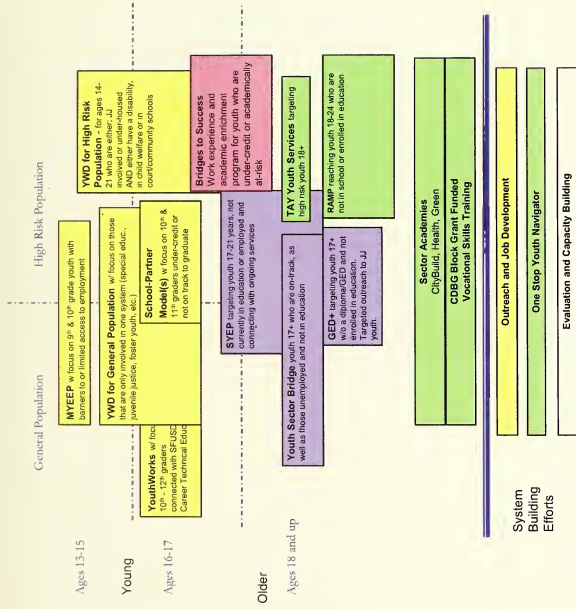 General Population
High Risk Population
Ages 13-15
MYEEP w focus on 9th & 10th grade youth with
barriers to or limited access to employment
Young
YWD for General Population w/ focus on those
that are only involved in one system (special educ.,
juvenile justice, foster youth, etc.)
YWD for High Risk
Population - for ages 14-
21 who are either: JJ
involved or under-housed
AND either have a disability,
in child welfare or in
court/community schools
Ages 16-17
YouthWorks w/ focu
10th - 12th graders
connected with SFUSD
Career Technical Educ
School-Partner
Model(s) w focus on 10th &
11th graders under-credit or
not on track to graduate
Bridges to Success
Work experience and
academic enrichment
program for youth who are
under-credit or academically
at-risk
Older
SYEP targeting youth 17-21 years, not
currently in education or employed and
connecting with ongoing services
Ages 18 and up
Youth Sector Bridge youth 17+ who are on-track, as
well as those unemployed and not in education
TAY Youth Services targeting
high risk youth 18+
GED+ targeting youth 17+
w/o a diploma/GED and not
enrolled in education.
Targeted outreach to JJ
youth.
RAMP reaching youth 18-24 who are
not in school or enrolled in education
Sector Academies
CityBuild, Health, Green
CDBG Block Grant Funded
Vocational Skills Training
System
Building
Efforts
Outreach and Job Development
One Stop Youth Navigator
Evaluation and Capacity Building